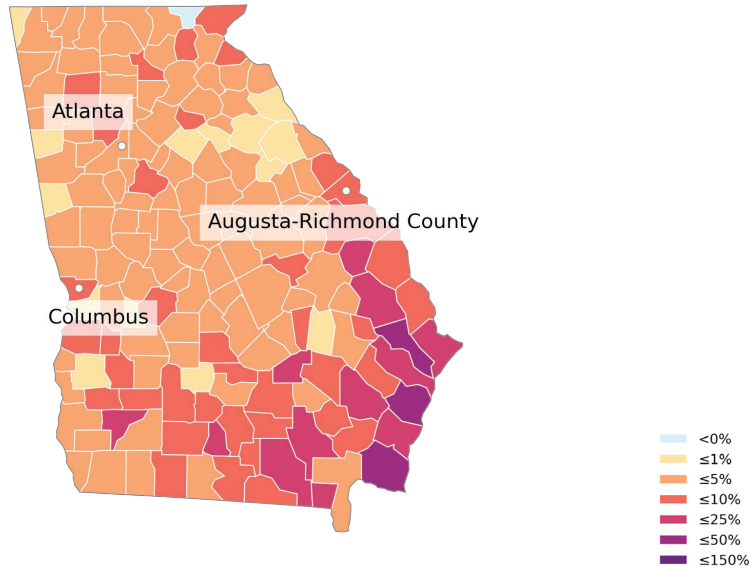 Atlanta
Augusta-Richmond County
Columbus
<0%
≤1%
≤5%
≤10%
≤25%
≤50%
≤150%